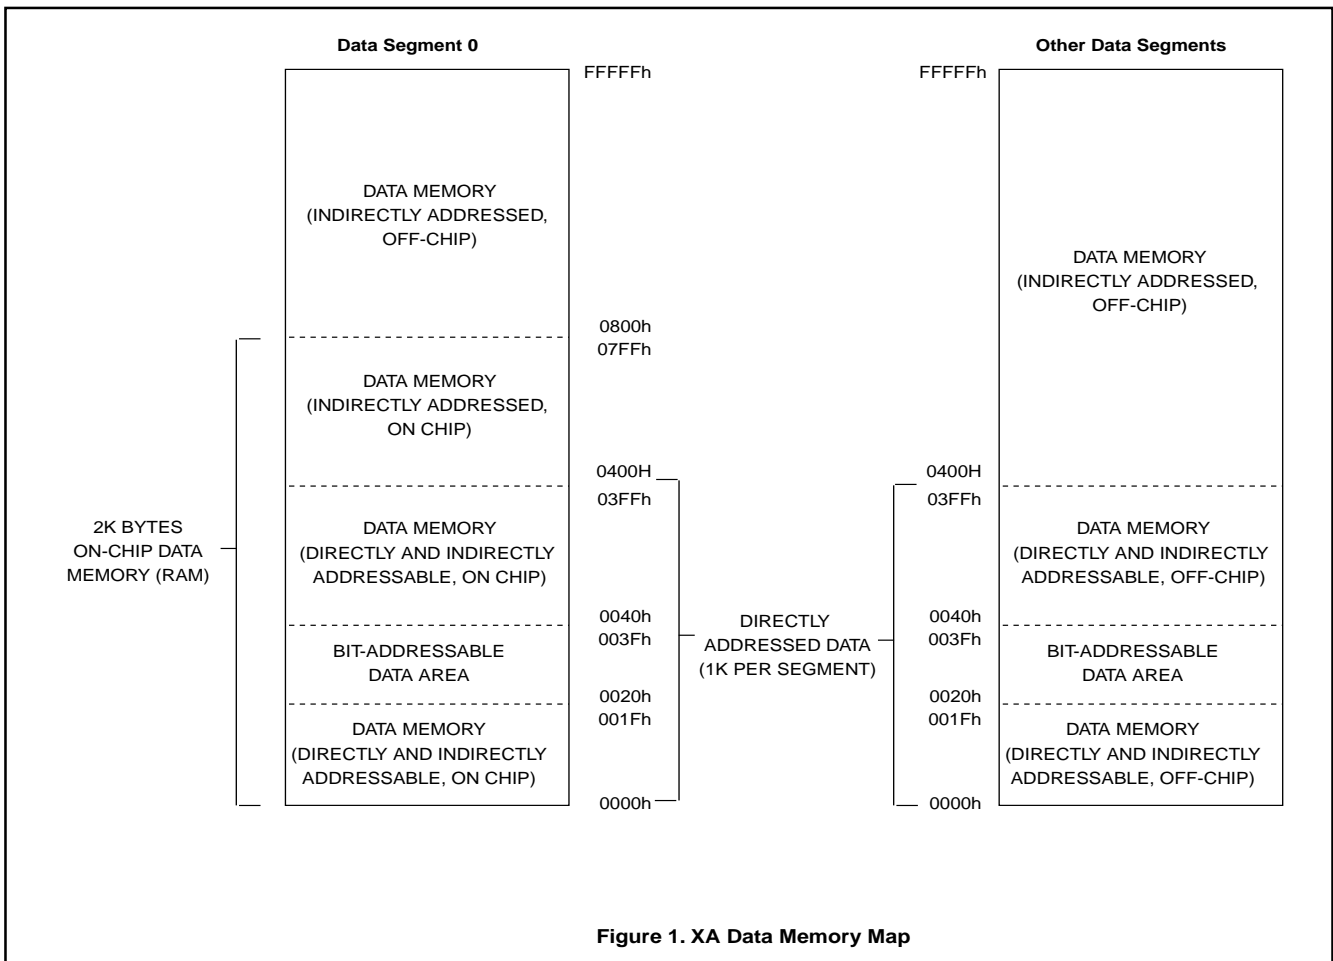 Data Segment 0
FFFFFh
DATA MEMORY
(INDIRECTLY ADDRESSED,
OFF-CHIP)
0800h
07FFh
DATA MEMORY
(INDIRECTLY ADDRESSED,
ON CHIP)
0400H
03FFh
2K BYTES
ON-CHIP DATA
MEMORY (RAM)
DATA MEMORY
(DIRECTLY AND INDIRECTLY
ADDRESSABLE, ON CHIP)
0040h
003Fh
BIT-ADDRESSABLE
DATA AREA
0020h
001Fh
DATA MEMORY
(DIRECTLY AND INDIRECTLY
ADDRESSABLE, ON CHIP)
0000h
DIRECTLY
ADDRESSED DATA
(1K PER SEGMENT)
Other Data Segments
FFFFFh
DATA MEMORY
(INDIRECTLY ADDRESSED,
OFF-CHIP)
0400H
03FFh
DATA MEMORY
(DIRECTLY AND INDIRECTLY
ADDRESSABLE, OFF-CHIP)
0040h
003Fh
BIT-ADDRESSABLE
DATA AREA
0020h
001Fh
DATA MEMORY
(DIRECTLY AND INDIRECTLY
ADDRESSABLE, OFF-CHIP)
0000h
Figure 1. XA Data Memory Map